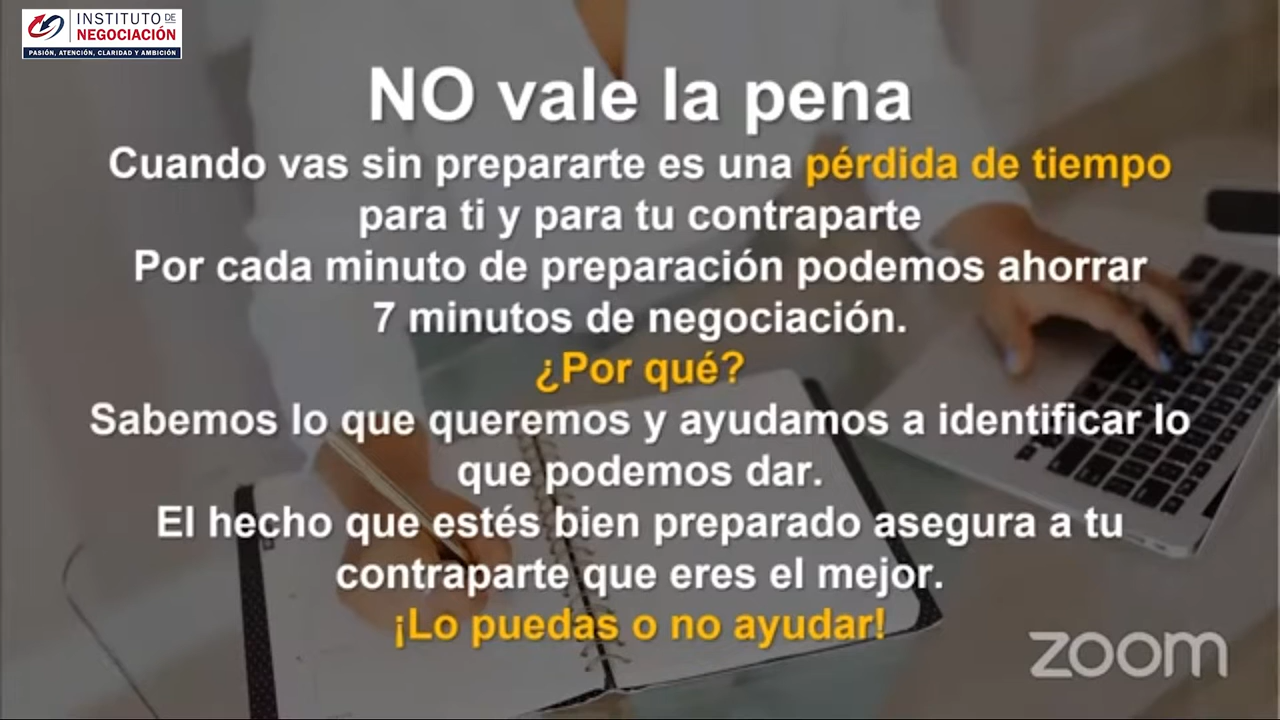 INSTITUTO DE
NEGOCIACIÓN
PASIÓN, ATENCIÓN, CLARIDAD Y AMBICIÓN
NO vale la pena
Cuando vas sin prepararte es una pérdida de tiempo
para ti y para tu contraparte
Por cada minuto de preparación podemos ahorrar
7 minutos de negociación.
¿Por qué?
Sabemos lo que queremos y ayudamos a identificar lo
que podemos dar.
El hecho que estés bien preparado asegura a tu
contraparte que eres el mejor.
¡Lo puedas o no ayudar!
zoom